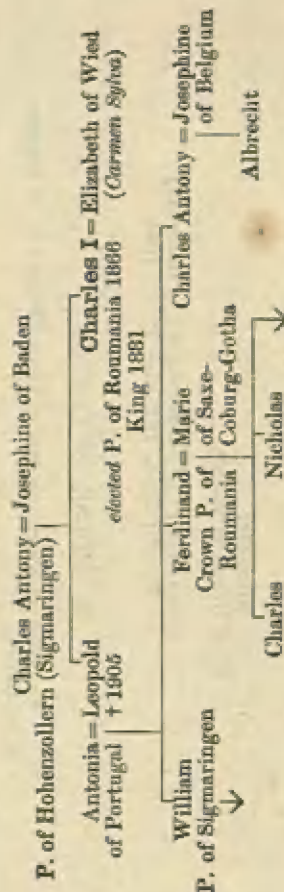 Charles Antony = Josephine of Baden
P. of Hohenzollern (Sigmaringen)
Antonia = Leopold
of Portugal † 1905
Charles I = Elizabeth of Wied
elected P. of Roumania 1866 (Carmen Sylva)
King 1881
William
P. of Sigmaringen
Ferdinand = Marie
Crown P. of of Saxe-
Roumania Coburg-Gotha
Charles Antony = Josephine
of Belgium
Charles
Nicholas
Albrecht